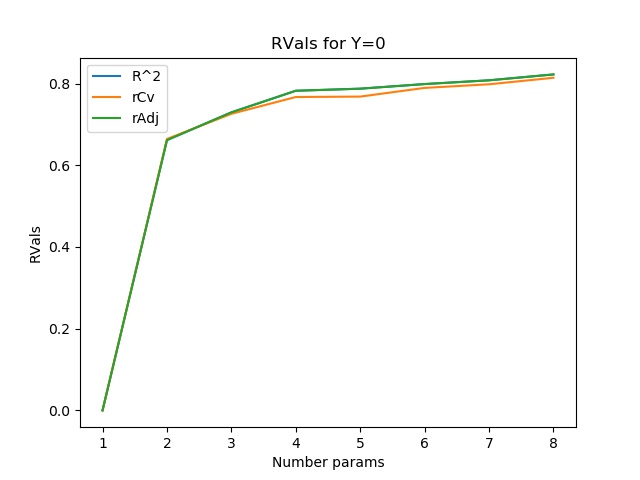 RVals for Y=0
R^2
rCv
rAdj
RVals
0.8
0.6
0.4
0.2
0.0
1 2 3 4 5 6 7 8
Number params